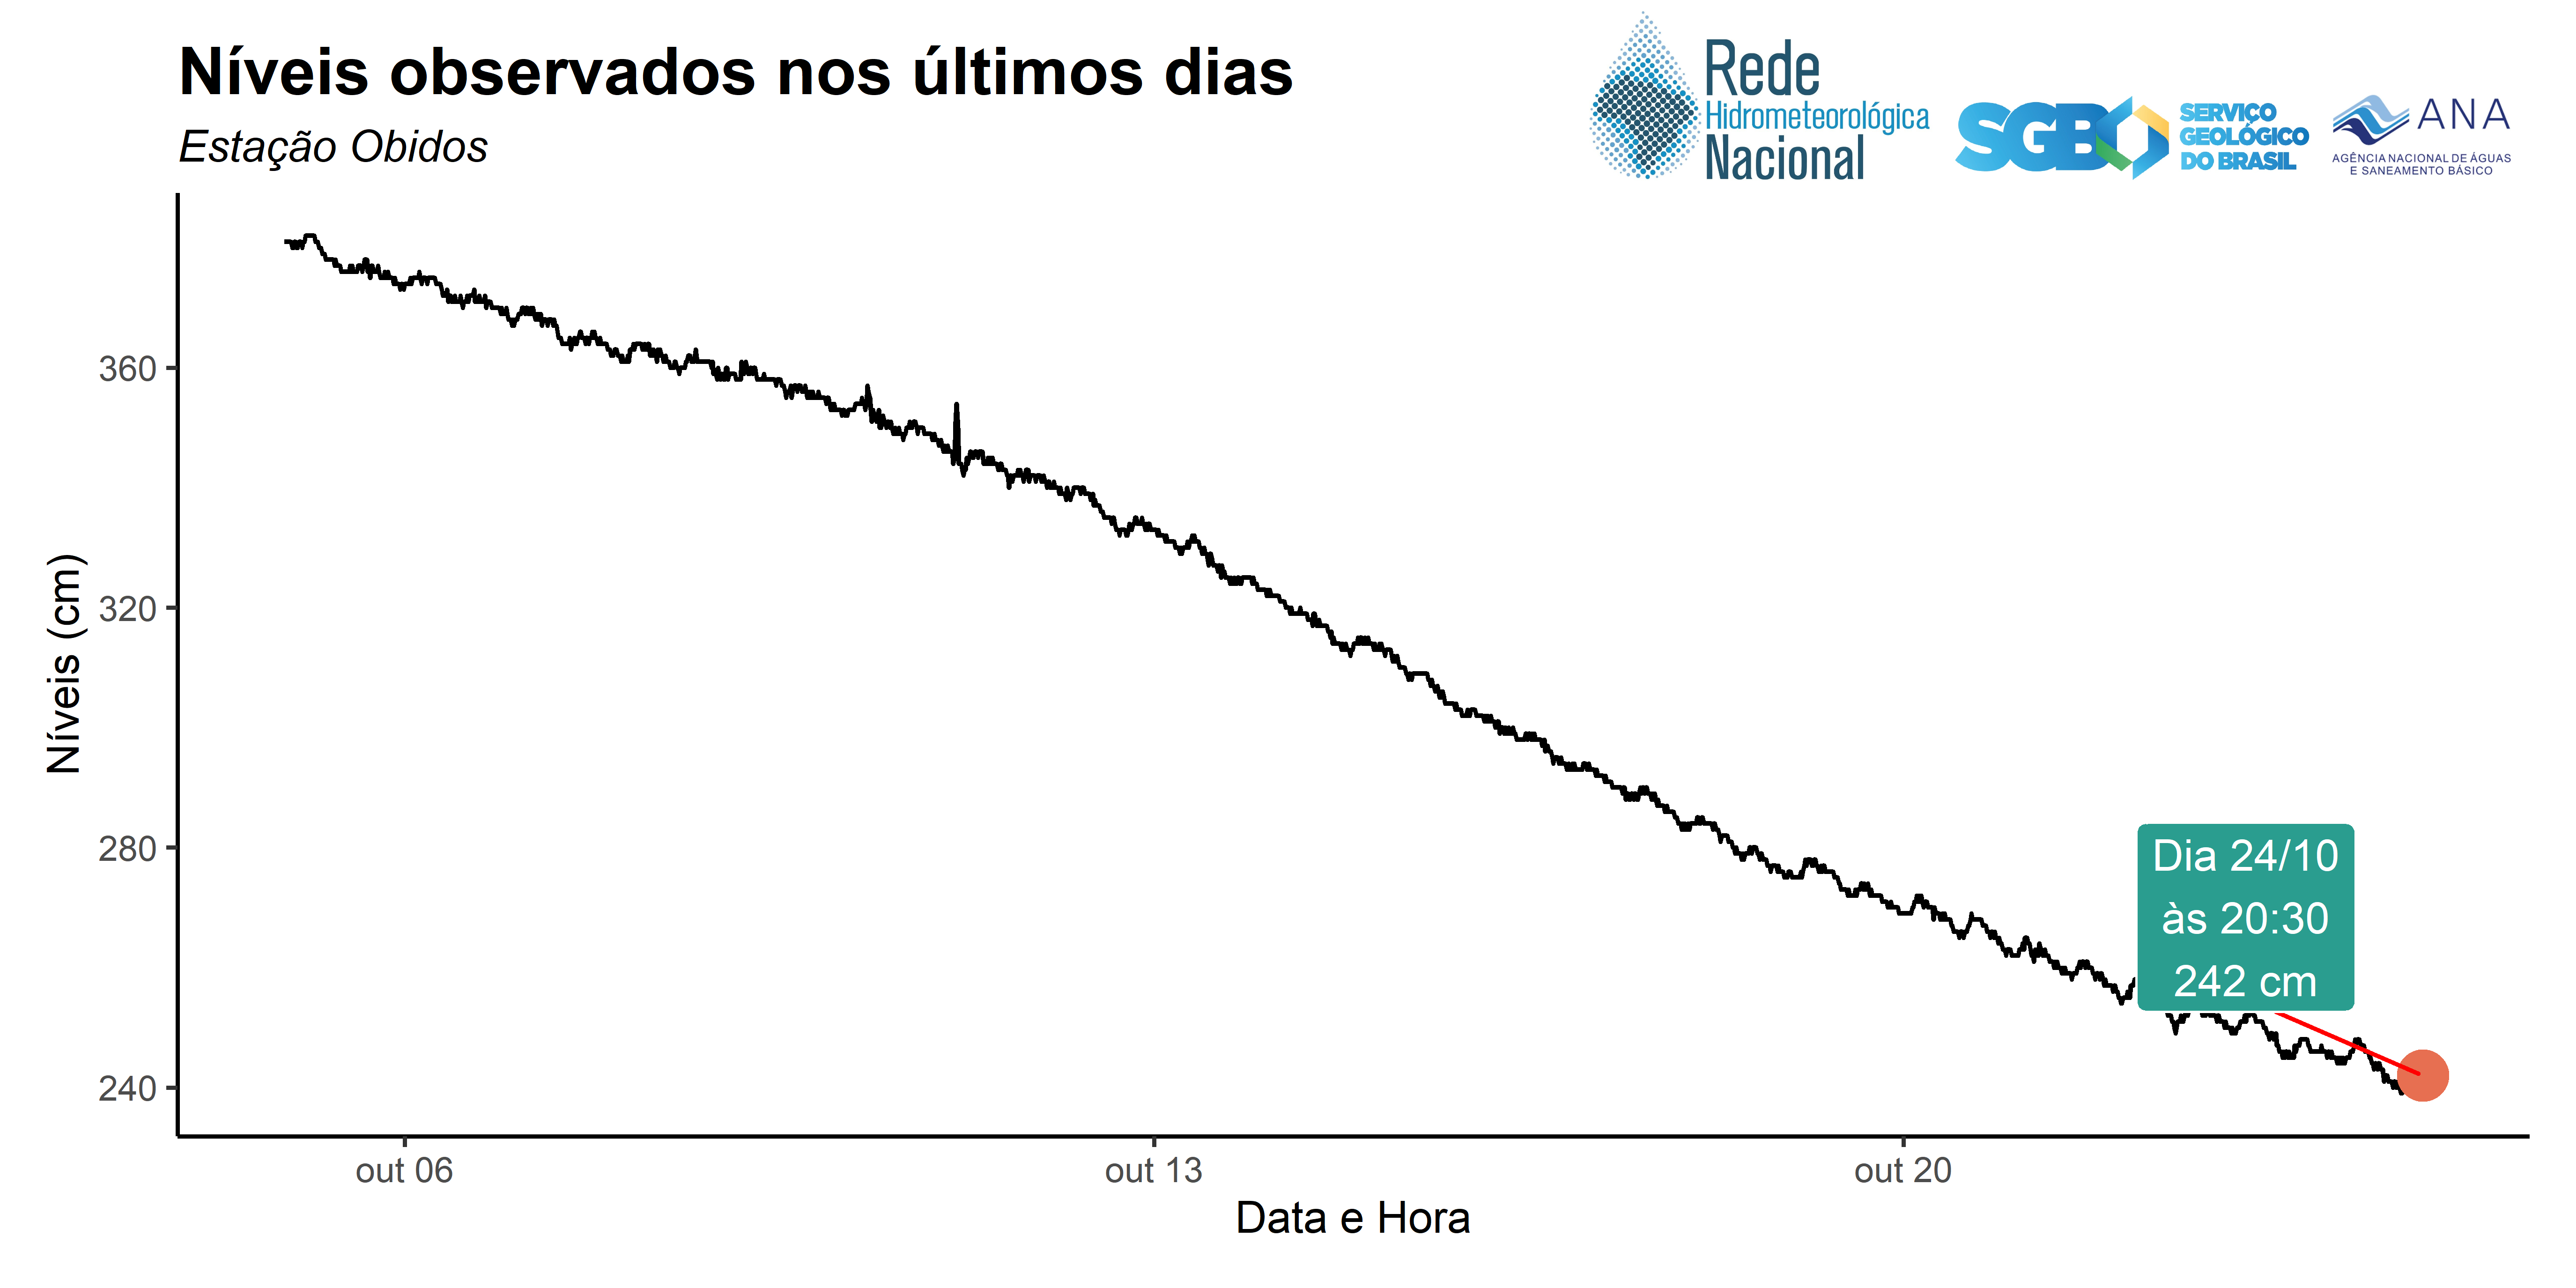 Níveis observados nos últimos dias
Estação Obidos
Rede
Hidrometeorológica
Nacional
SGB
SERVIÇO
GEOLÓGICO
DO BRASIL
ANA
AGÊNCIA NACIONAL DE ÁGUAS
E SANEAMENTO BÁSICO
Níveis (cm)
360
320
280
240
Dia 24/10
às 20:30
242 cm
out 06
out 13
out 20
Data e Hora